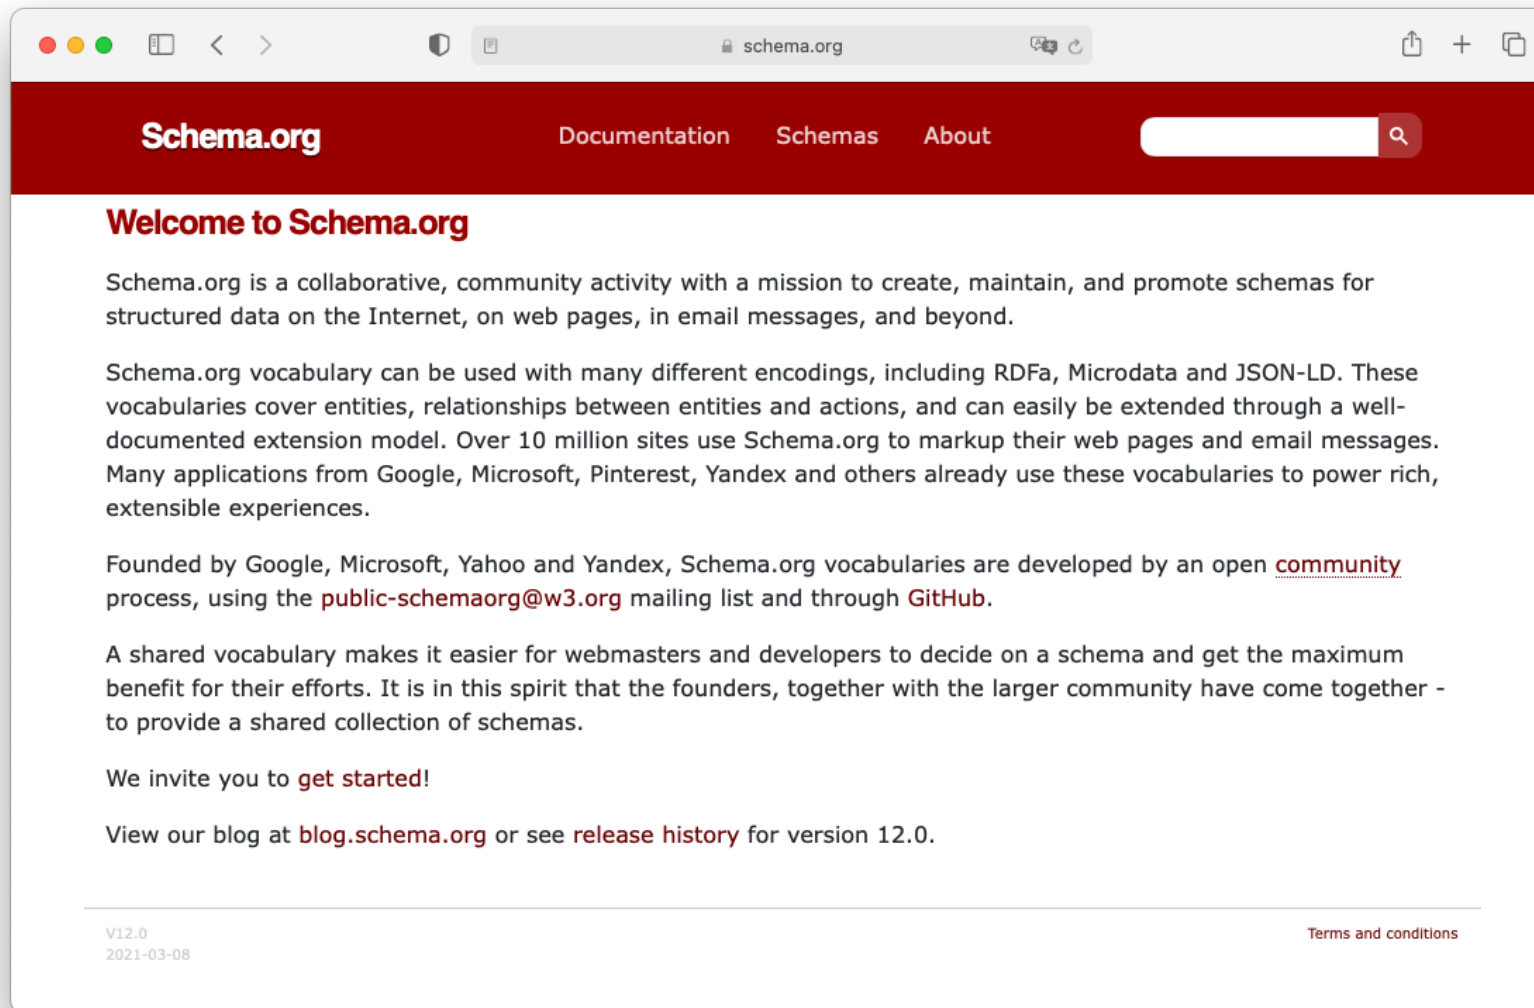 schema.org
Schema.org
Documentation
Schemas
About
Welcome to Schema.org
Schema.org is a collaborative, community activity with a mission to create, maintain, and promote schemas for
structured data on the Internet, on web pages, in email messages, and beyond.
Schema.org vocabulary can be used with many different encodings, including RDFa, Microdata and JSON-LD. These
vocabularies cover entities, relationships between entities and actions, and can easily be extended through a well-
documented extension model. Over 10 million sites use Schema.org to markup their web pages and email messages.
Many applications from Google, Microsoft, Pinterest, Yandex and others already use these vocabularies to power rich,
extensible experiences.
Founded by Google, Microsoft, Yahoo and Yandex, Schema.org vocabularies are developed by an open community
process, using the public-schemaorg@w3.org mailing list and through GitHub.
A shared vocabulary makes it easier for webmasters and developers to decide on a schema and get the maximum
benefit for their efforts. It is in this spirit that the founders, together with the larger community have come together -
to provide a shared collection of schemas.
We invite you to get started!
View our blog at blog.schema.org or see release history for version 12.0.
V12.0
2021-03-08
Terms and conditions